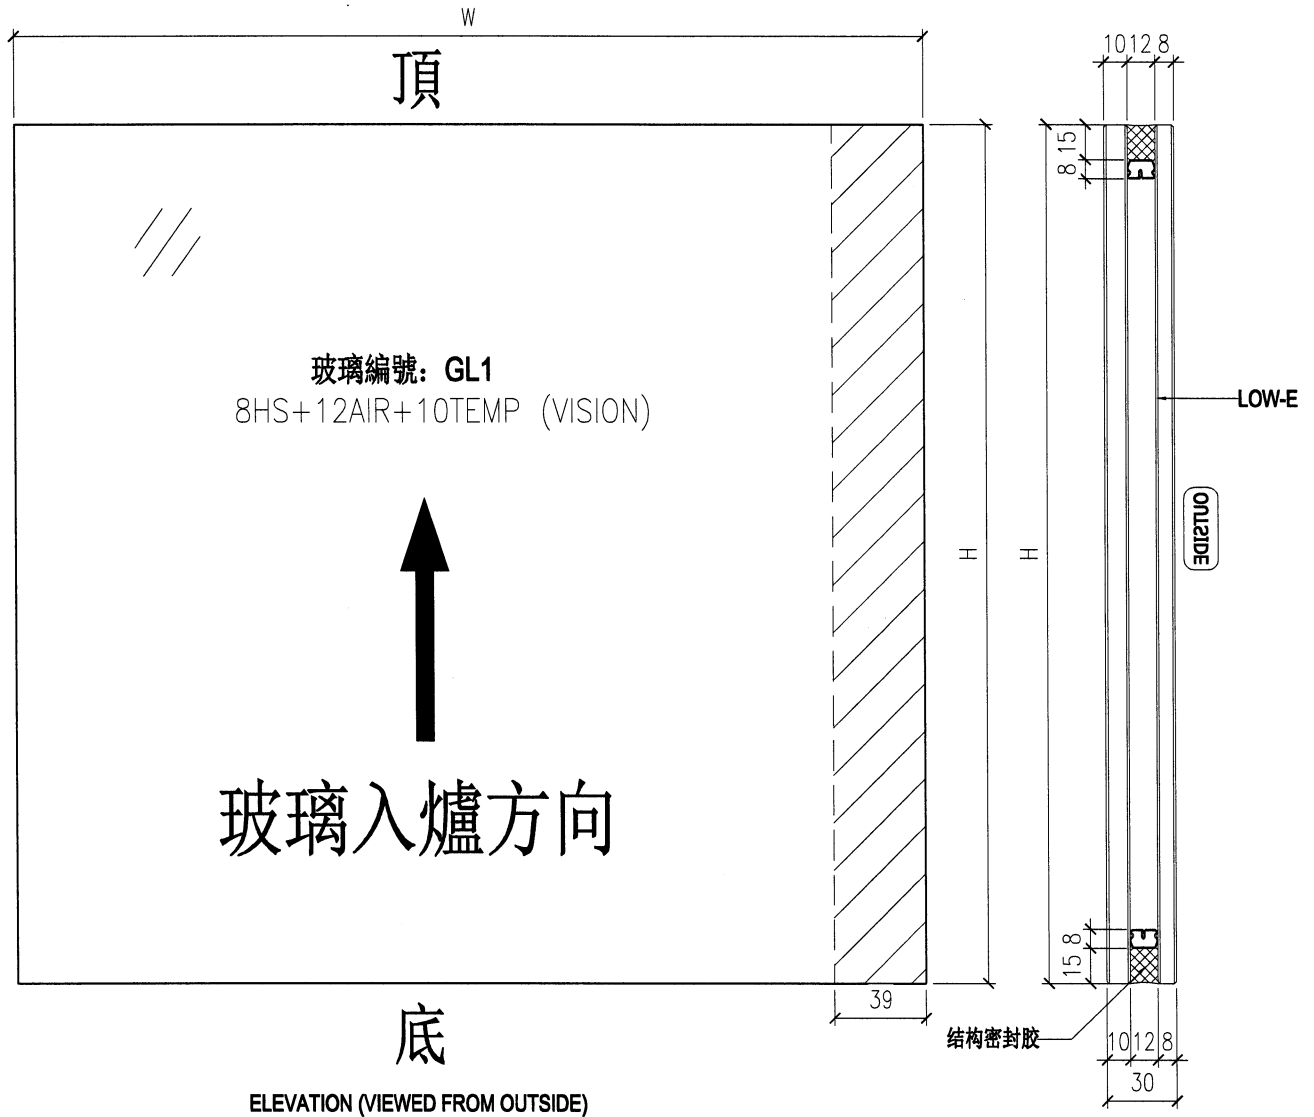 W
頂
10 12 8
15
8
玻璃編號：GL1
8HS+12AIR+10TEMP (VISION)
LOW-E
OUTSIDE
H
H
玻璃入爐方向
8
15
39
底
结构密封胶
10 12 8
30
ELEVATION (VIEWED FROM OUTSIDE)